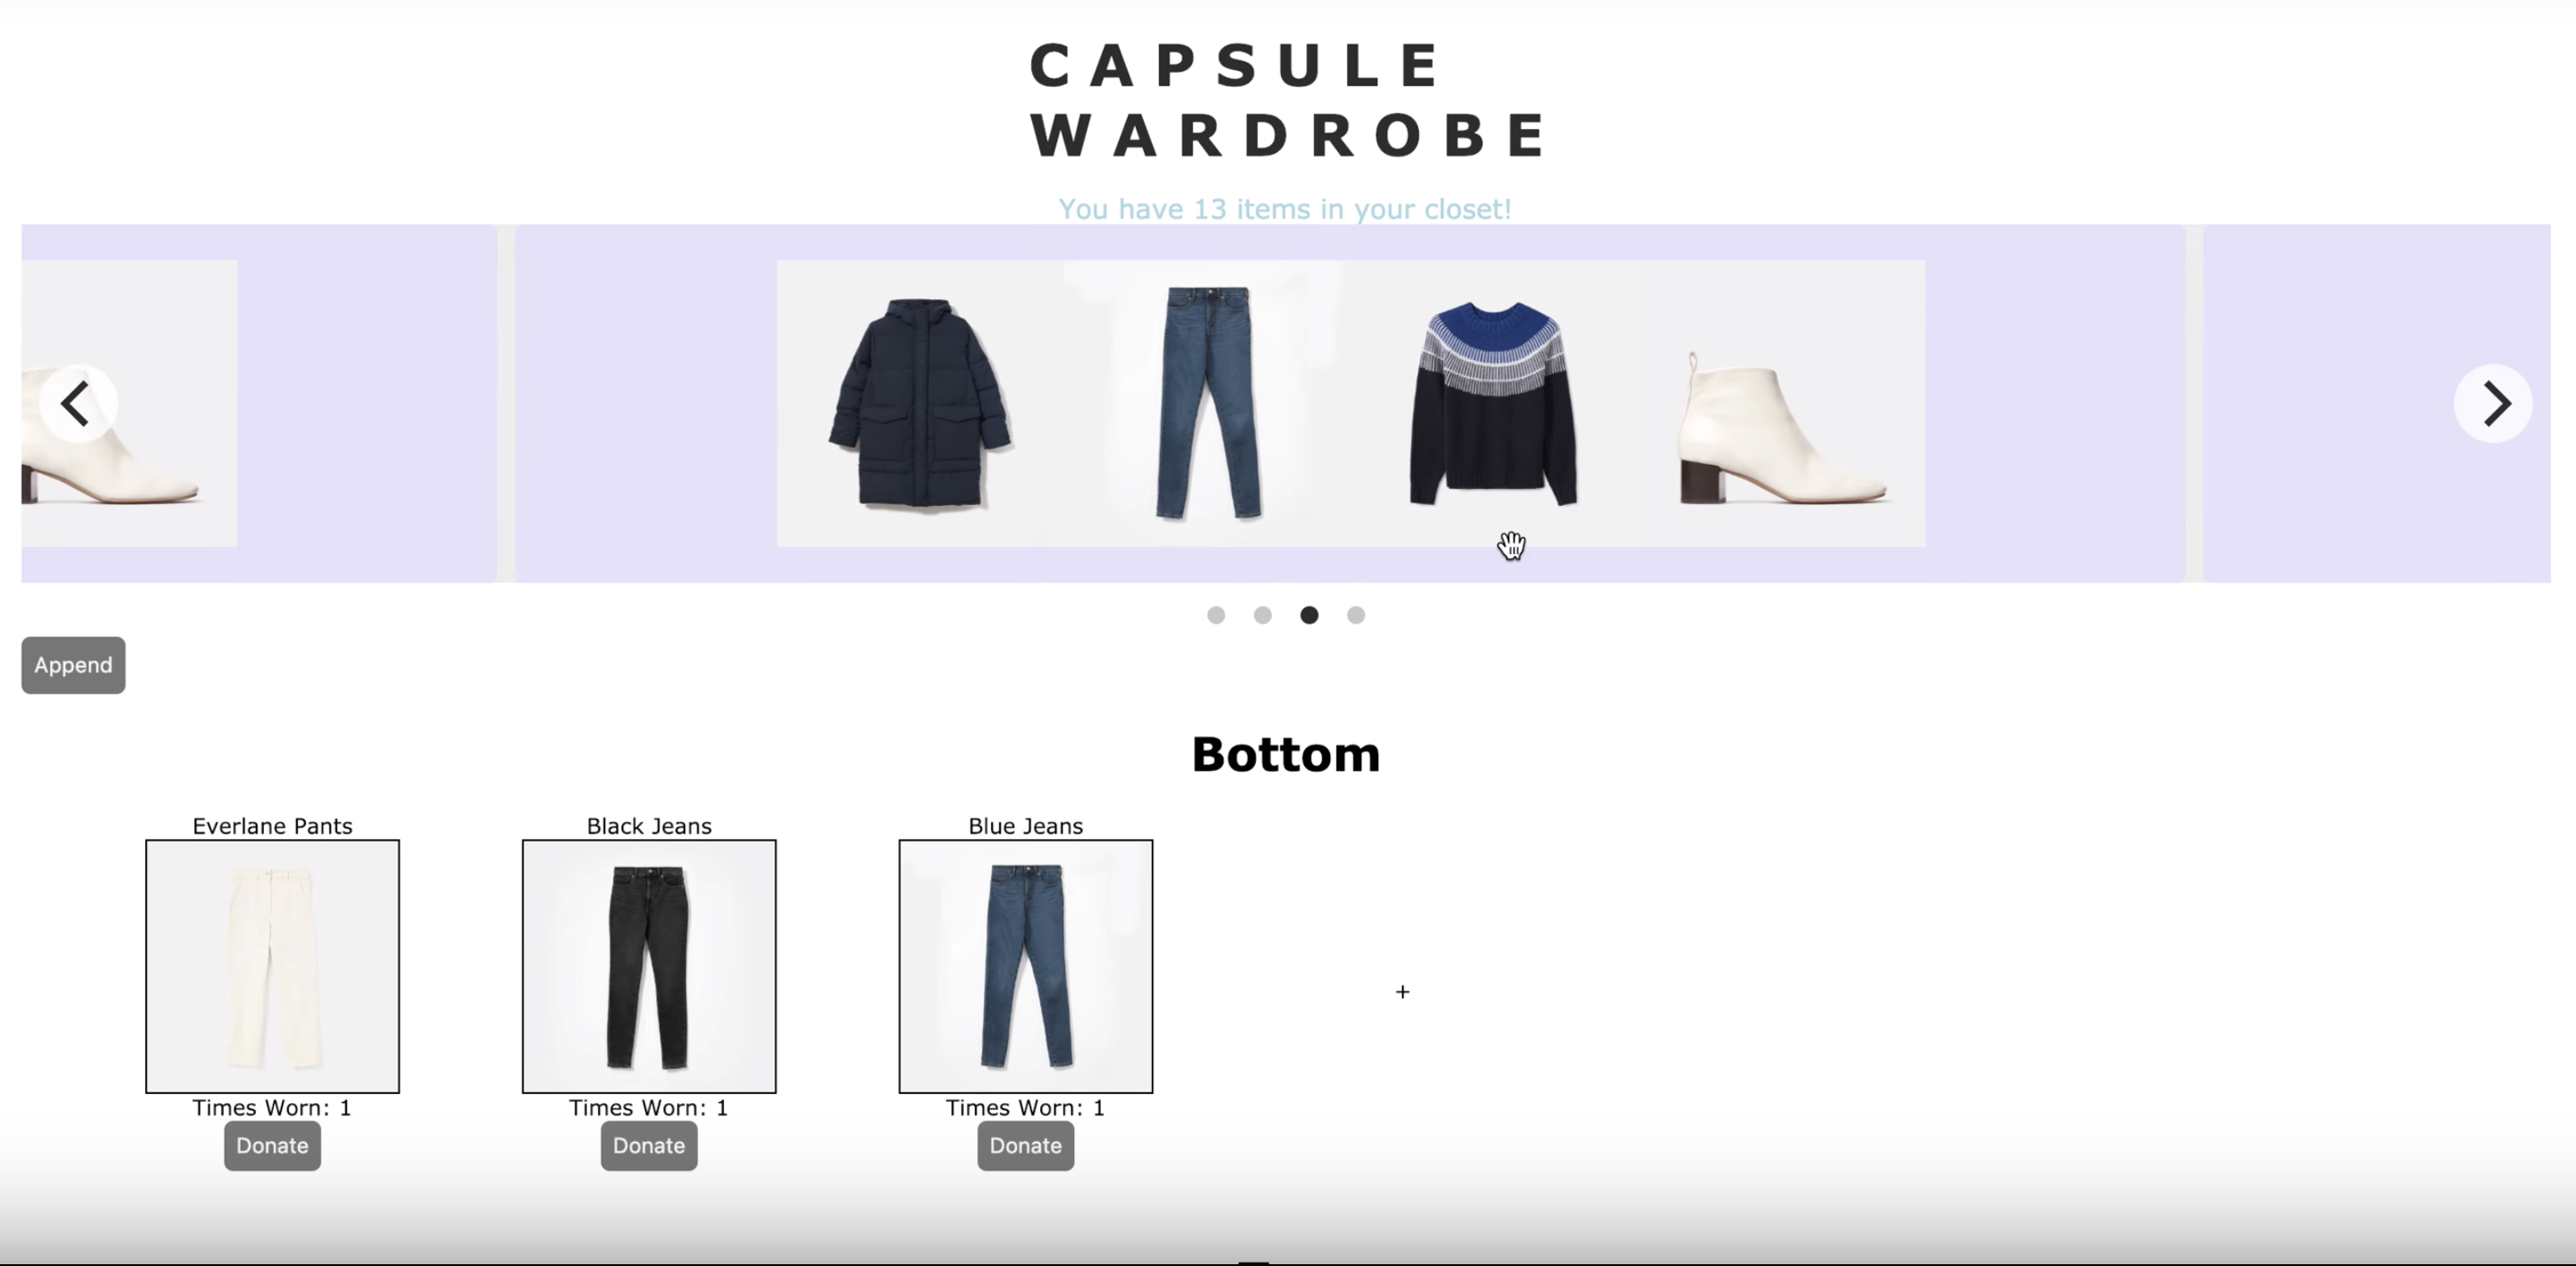 CAPSULE
WARDROBE
You have 13 items in your closet!
Append
Bottom
Everlane Pants
Black Jeans
Blue Jeans
+
Times Worn: 1
Times Worn: 1
Times Worn: 1
Donate
Donate
Donate